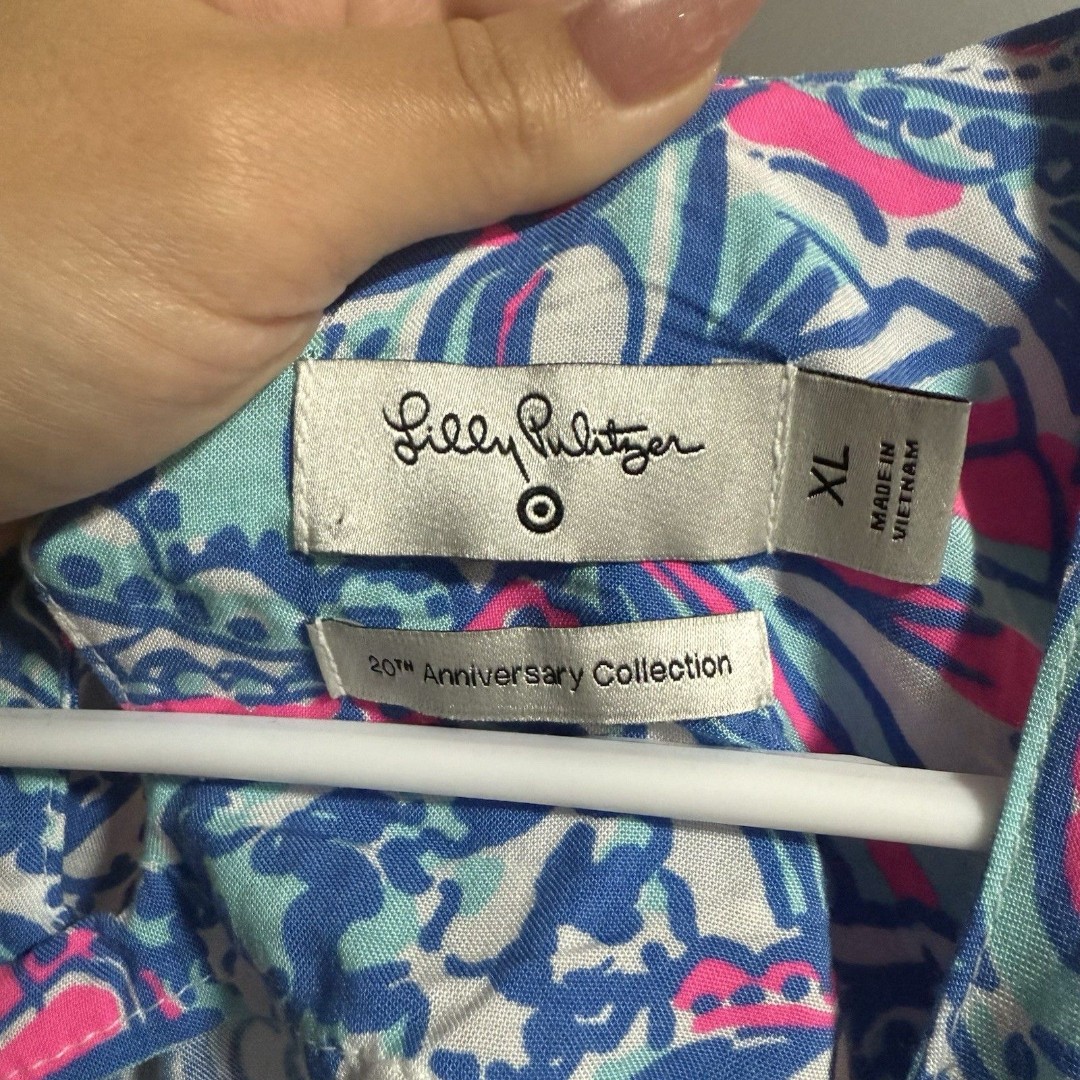 Lilly Pulitzer
XL
MADE IN
VIETNAM
20TH Anniversary Collection